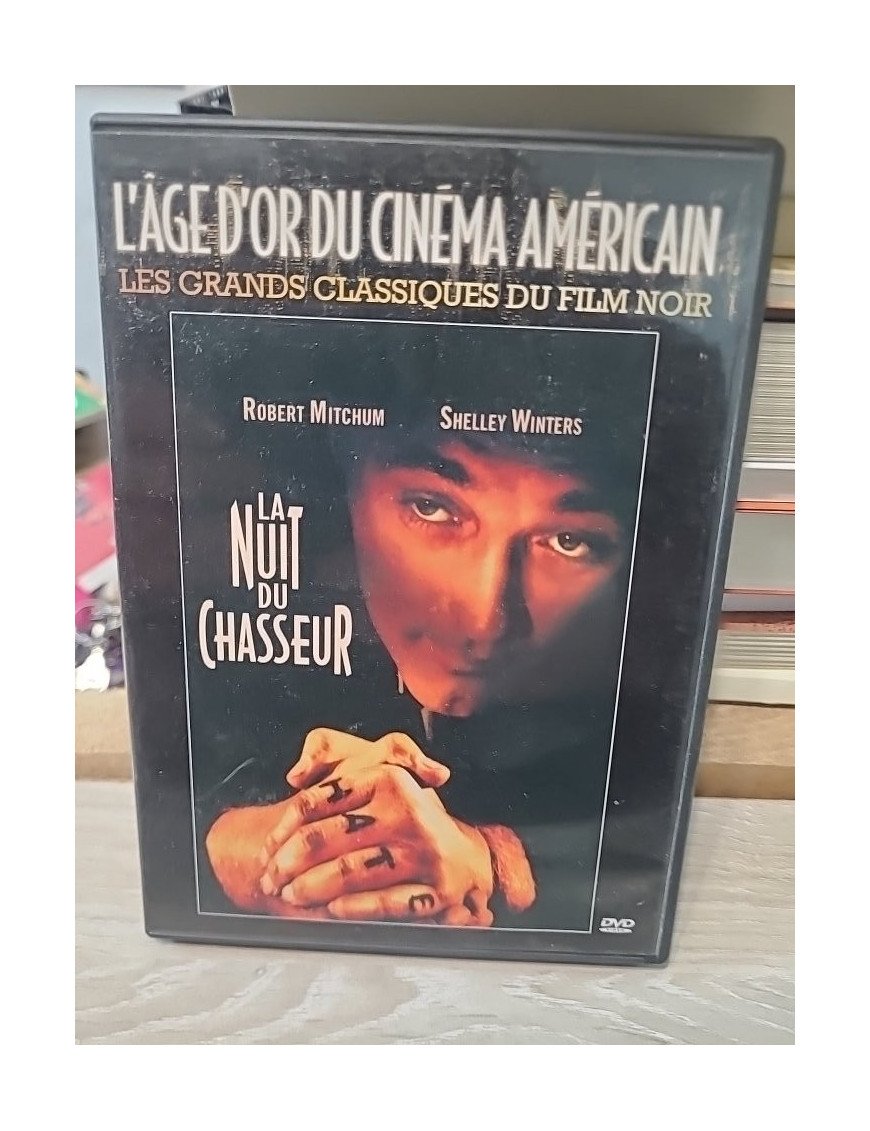 L'ÂGE D'OR DU CINÉMA AMÉRICAIN
LES GRANDS CLASSIQUES DU FILM NOIR
ROBERT MITCHUM SHELLEY WINTERS
LA
NUIT
DU
CHASSEUR
HATE
DVD
VIDEO